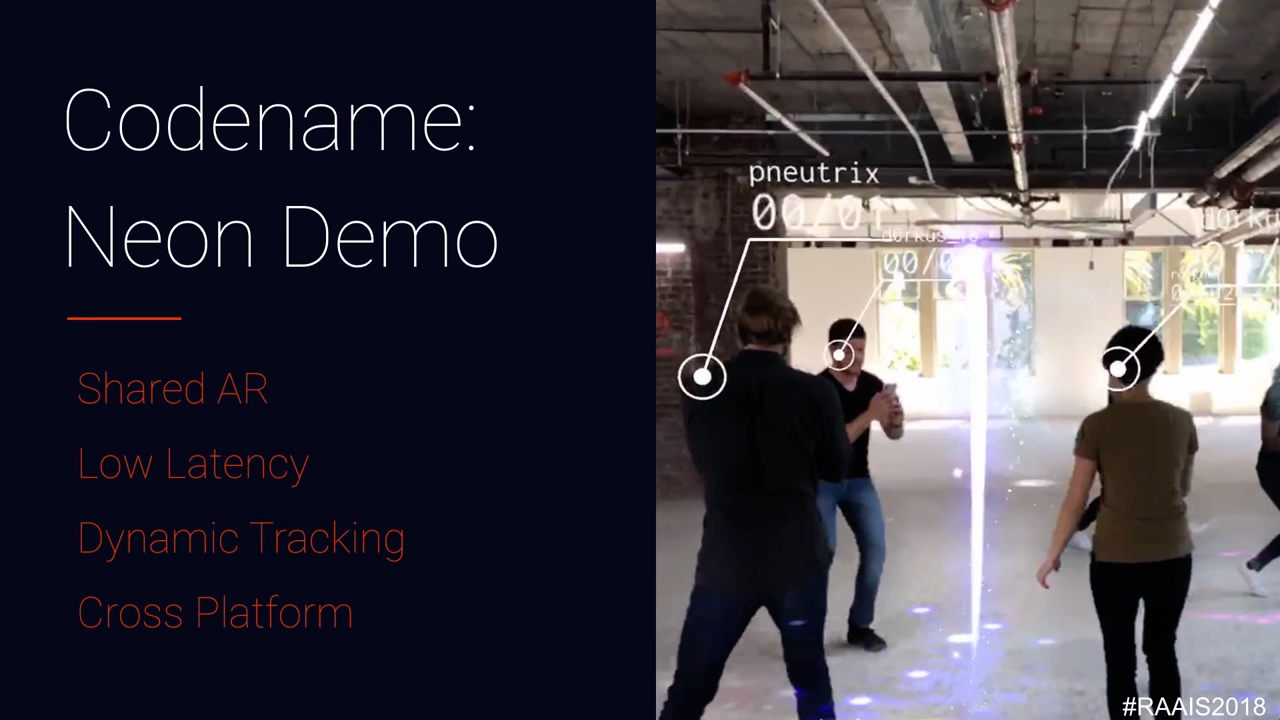 Codename:
Neon Demo
Shared AR
Low Latency
Dynamic Tracking
Cross Platform
pneutrix
#RAAIS2018